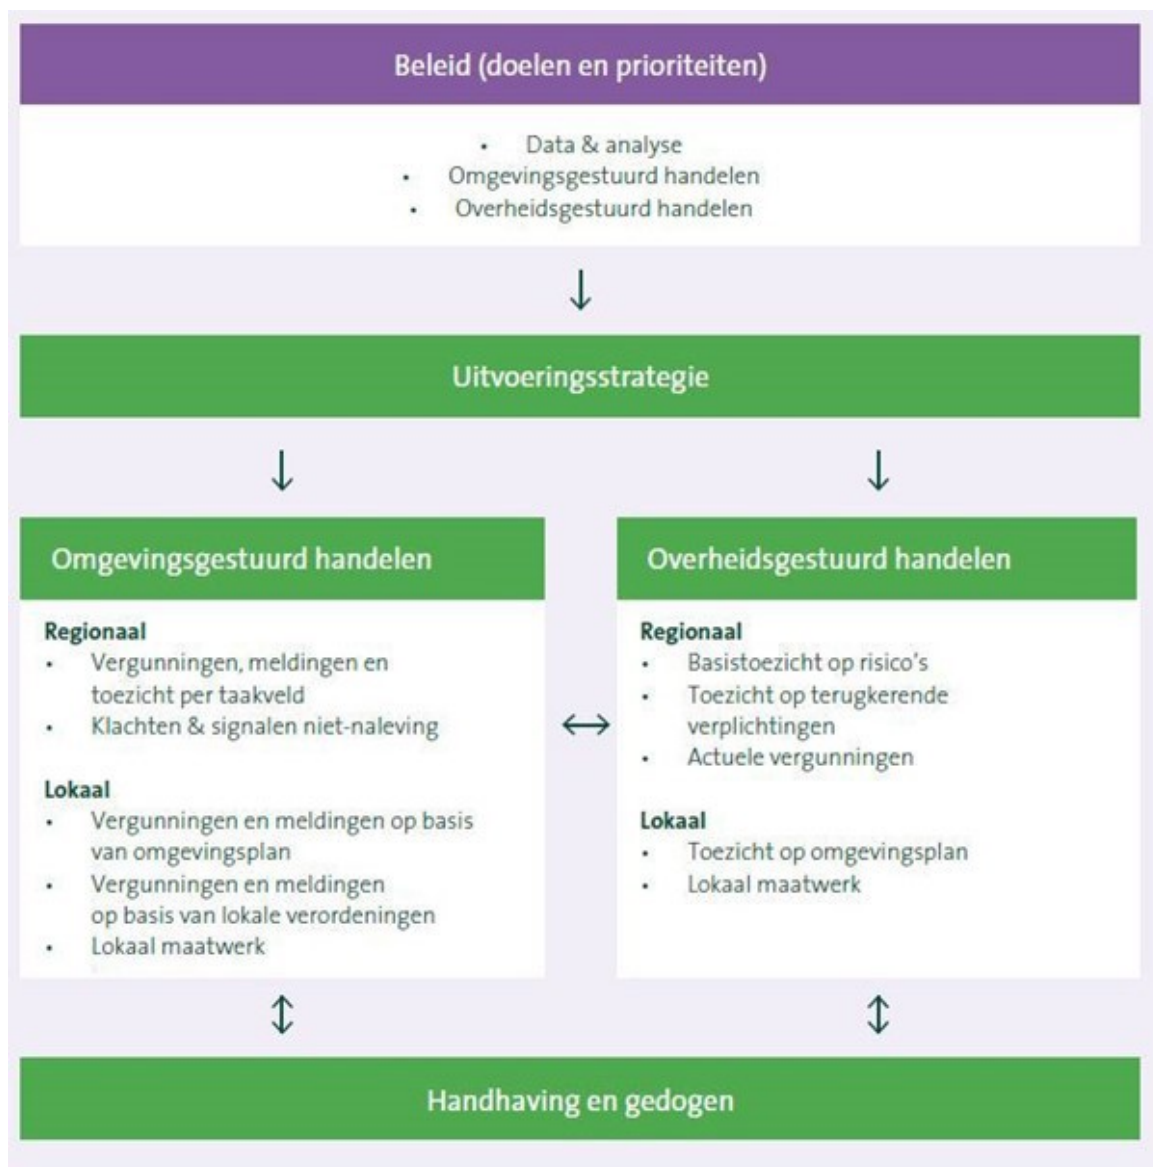 Beleid (doelen en prioriteiten)
• Data & analyse
• Omgevingsgestuurd handelen
• Overheidsgestuurd handelen
↓
Uitvoeringsstrategie
↓ ↓
Omgevingsgestuurd handelen
Regionaal
• Vergunningen, meldingen en
toezicht per taakveld
• Klachten & signalen niet-naleving
Lokaal
• Vergunningen en meldingen op basis
van omgevingsplan
• Vergunningen en meldingen
op basis van lokale verordeningen
• Lokaal maatwerk
↔
Overheidsgestuurd handelen
Regionaal
• Basistoezicht op risico's
• Toezicht op terugkerende
verplichtingen
• Actuele vergunningen
Lokaal
• Toezicht op omgevingsplan
• Lokaal maatwerk
↕ ↕
Handhaving en gedogen